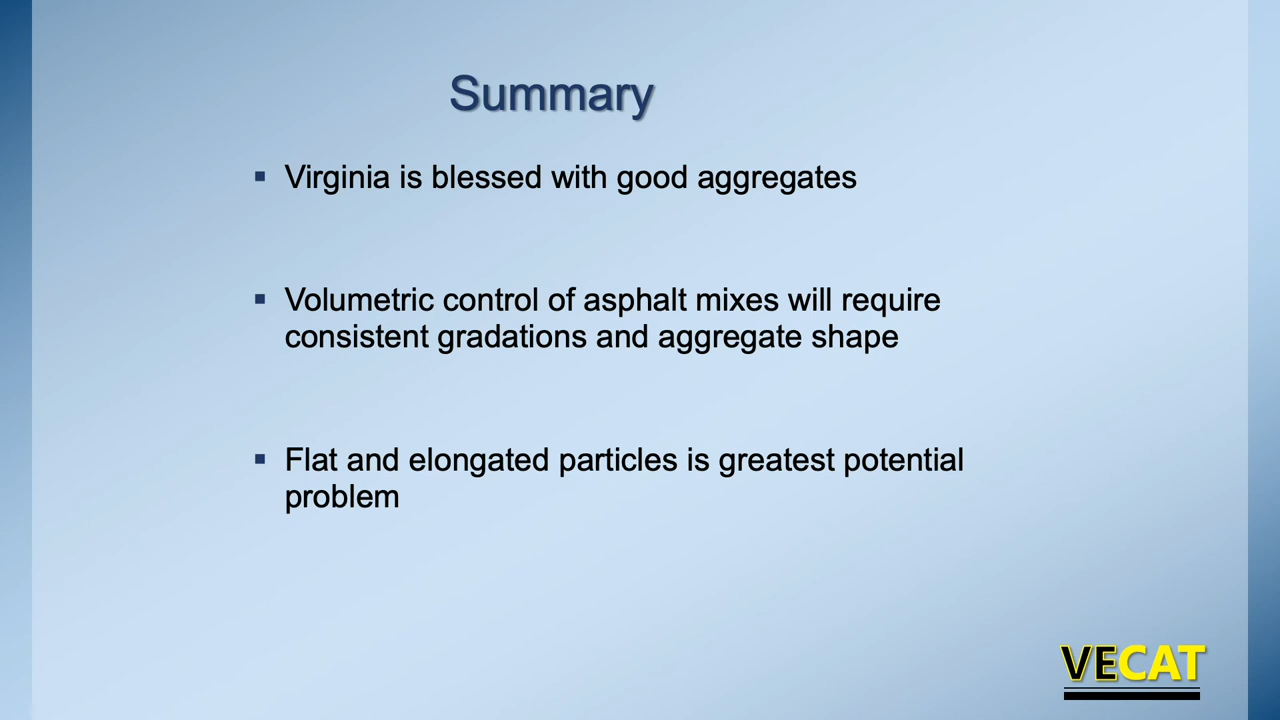 Summary
▪ Virginia is blessed with good aggregates
▪ Volumetric control of asphalt mixes will require
consistent gradations and aggregate shape
▪ Flat and elongated particles is greatest potential
problem
VECAT